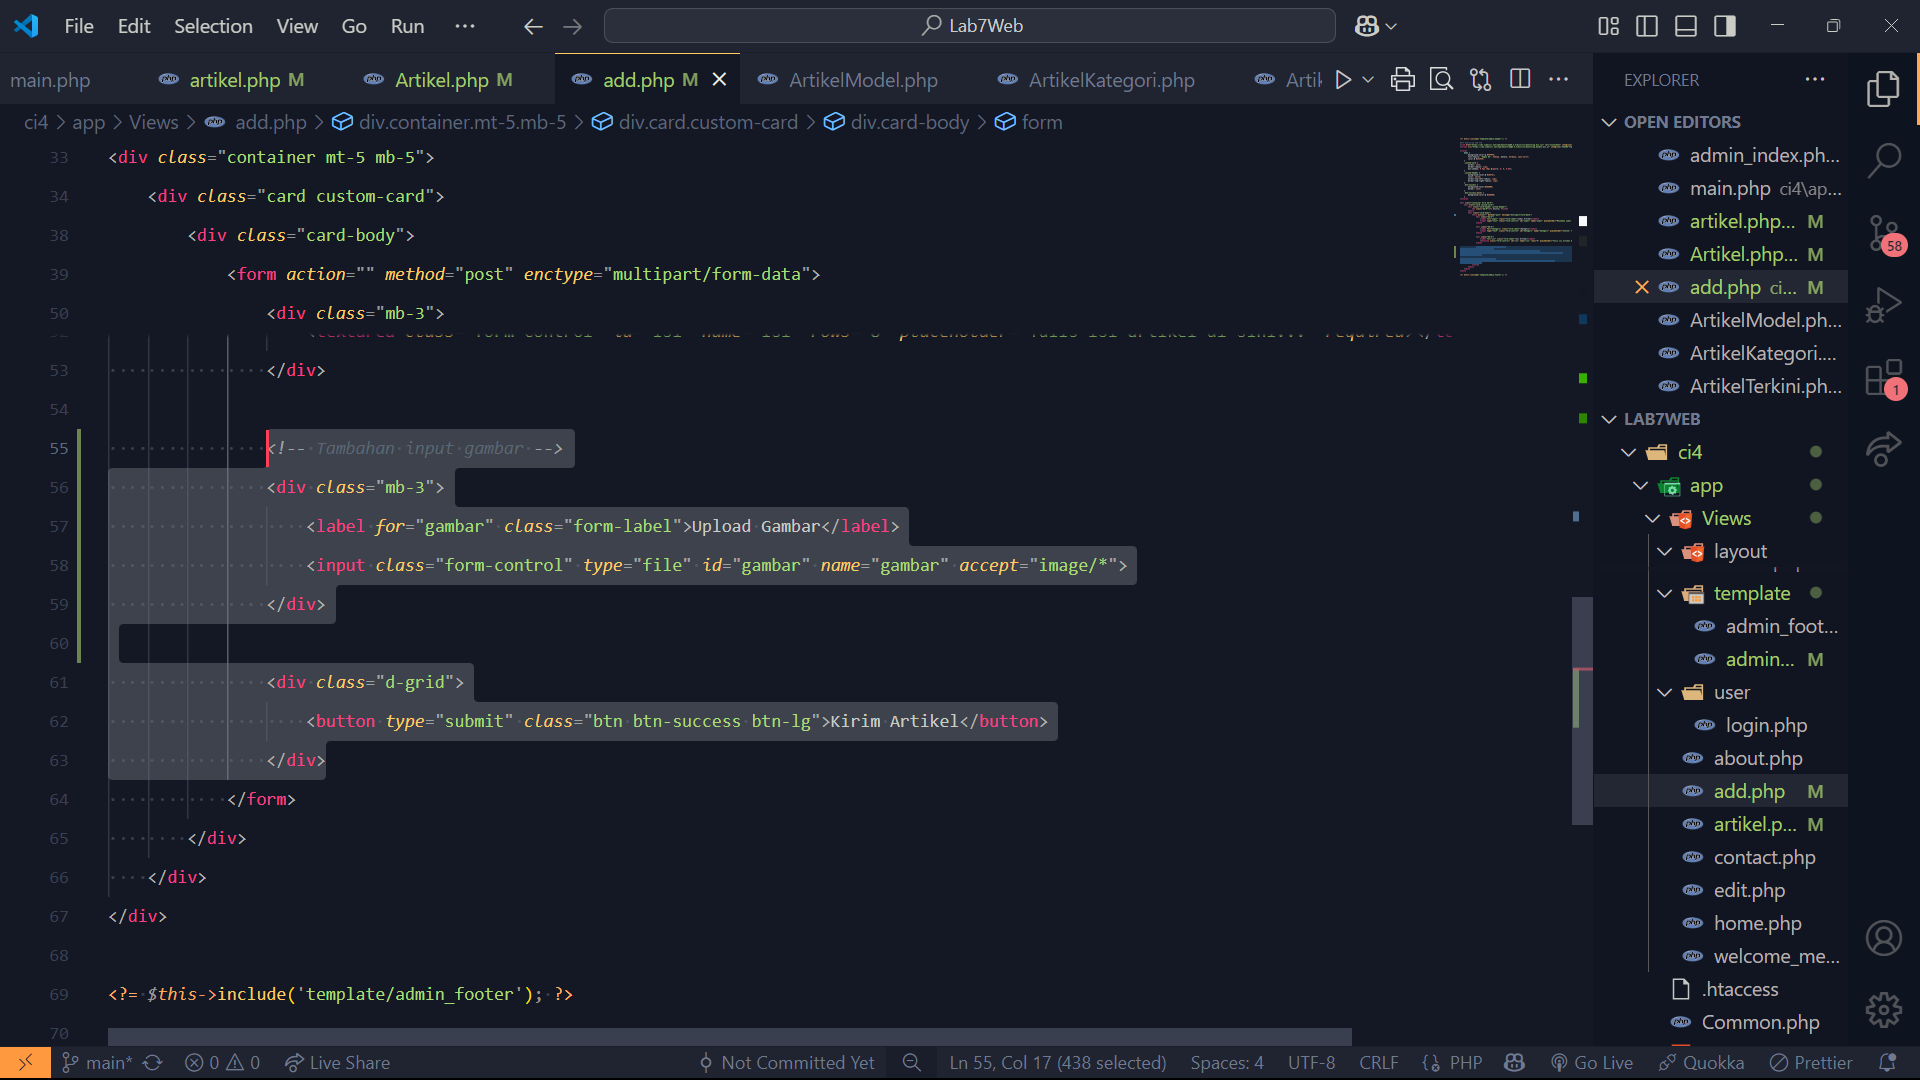 File Edit Selection View Go Run ··· Lab7Web
main.php artikel.php M Artikel.php M add.php M ArtikelModel.php ArtikelKategori.php Artik
ci4 > app > Views > add.php > div.container.mt-5.mb-5 > div.card.custom-card > div.card-body > form
33 <div class="container mt-5 mb-5">
34 <div class="card custom-card">
38 <div class="card-body">
39 <form action="" method="post" enctype="multipart/form-data">
50 <div class="mb-3">
53 </div>
54
55 <!-- Tambahan input gambar -->
56 <div class="mb-3">
57 <label for="gambar" class="form-label">Upload Gambar</label>
58 <input class="form-control" type="file" id="gambar" name="gambar" accept="image/*">
59 </div>
60
61 <div class="d-grid">
62 <button type="submit" class="btn btn-success btn-lg">Kirim Artikel</button>
63 </div>
64 </form>
65 </div>
66 </div>
67 </div>
68
69 <?= $this->include('template/admin_footer'); ?>
70
EXPLORER ···
OPEN EDITORS
admin_index.ph...
main.php ci4\ap...
artikel.php... M
Artikel.php... M
add.php ci... M
ArtikelModel.ph...
ArtikelKategori....
ArtikelTerkini.ph...
LAB7WEB
ci4
app
Views
layout
template
admin_foot...
admin... M
user
login.php
about.php
add.php M
artikel.p... M
contact.php
edit.php
home.php
welcome_me...
.htaccess
Common.php
58
1
main* 0 0 Live Share Not Committed Yet Ln 55, Col 17 (438 selected) Spaces: 4 UTF-8 CRLF {} PHP Go Live Quokka Prettier